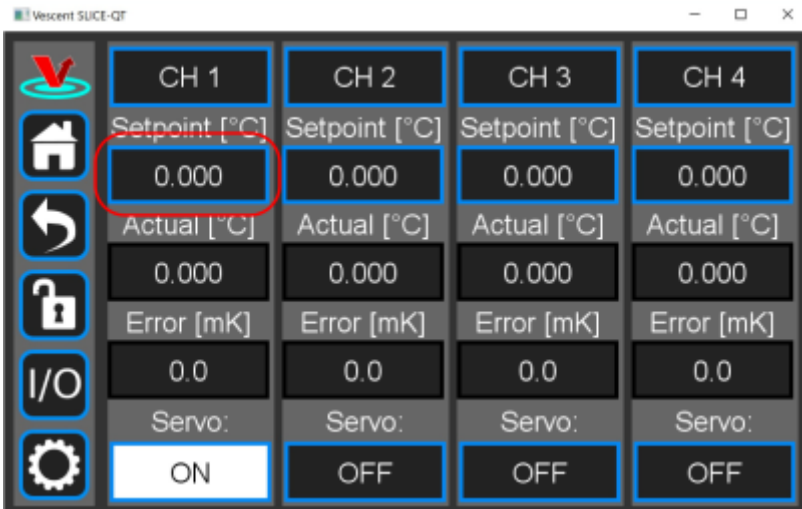 Vescent SLICE-QT
CH 1 CH 2 CH 3 CH 4
Setpoint [°C] Setpoint [°C] Setpoint [°C] Setpoint [°C]
0.000 0.000 0.000 0.000
Actual [°C] Actual [°C] Actual [°C] Actual [°C]
0.000 0.000 0.000 0.000
Error [mK] Error [mK] Error [mK] Error [mK]
I/O 0.0 0.0 0.0 0.0
Servo: Servo: Servo: Servo:
ON OFF OFF OFF